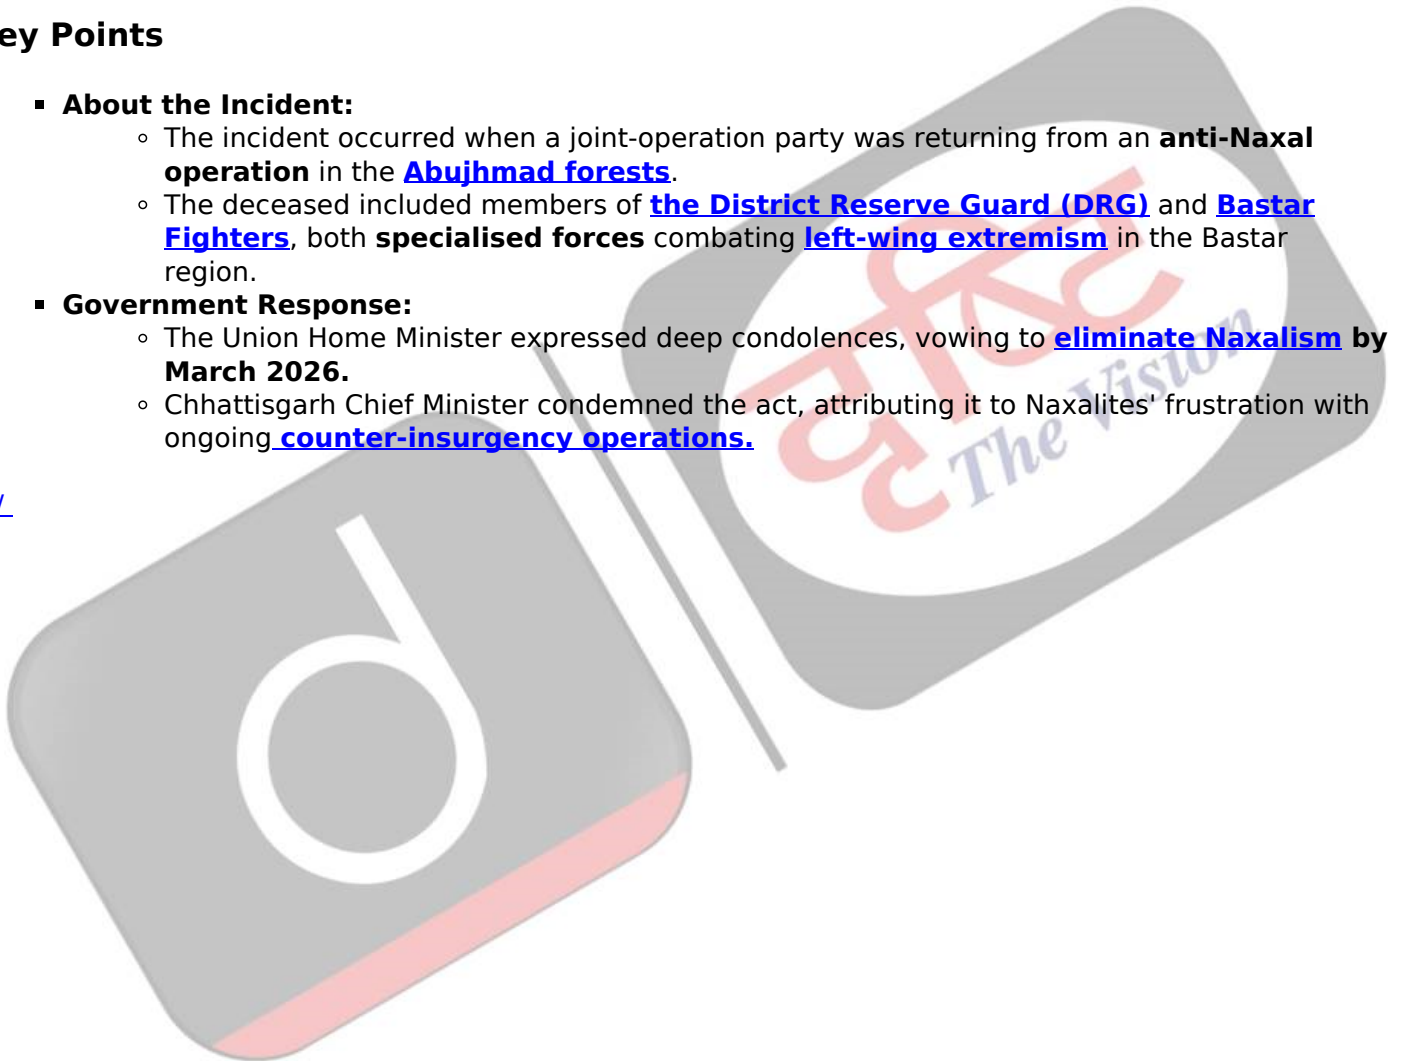 ey Points
▪ About the Incident:
◦ The incident occurred when a joint-operation party was returning from an anti-Naxal
operation in the Abujhmad forests.
◦ The deceased included members of the District Reserve Guard (DRG) and Bastar
Fighters, both specialised forces combating left-wing extremism in the Bastar
region.
▪ Government Response:
◦ The Union Home Minister expressed deep condolences, vowing to eliminate Naxalism by
March 2026.
◦ Chhattisgarh Chief Minister condemned the act, attributing it to Naxalites' frustration with
ongoing counter-insurgency operations.
दृष्टि
The Vision
d